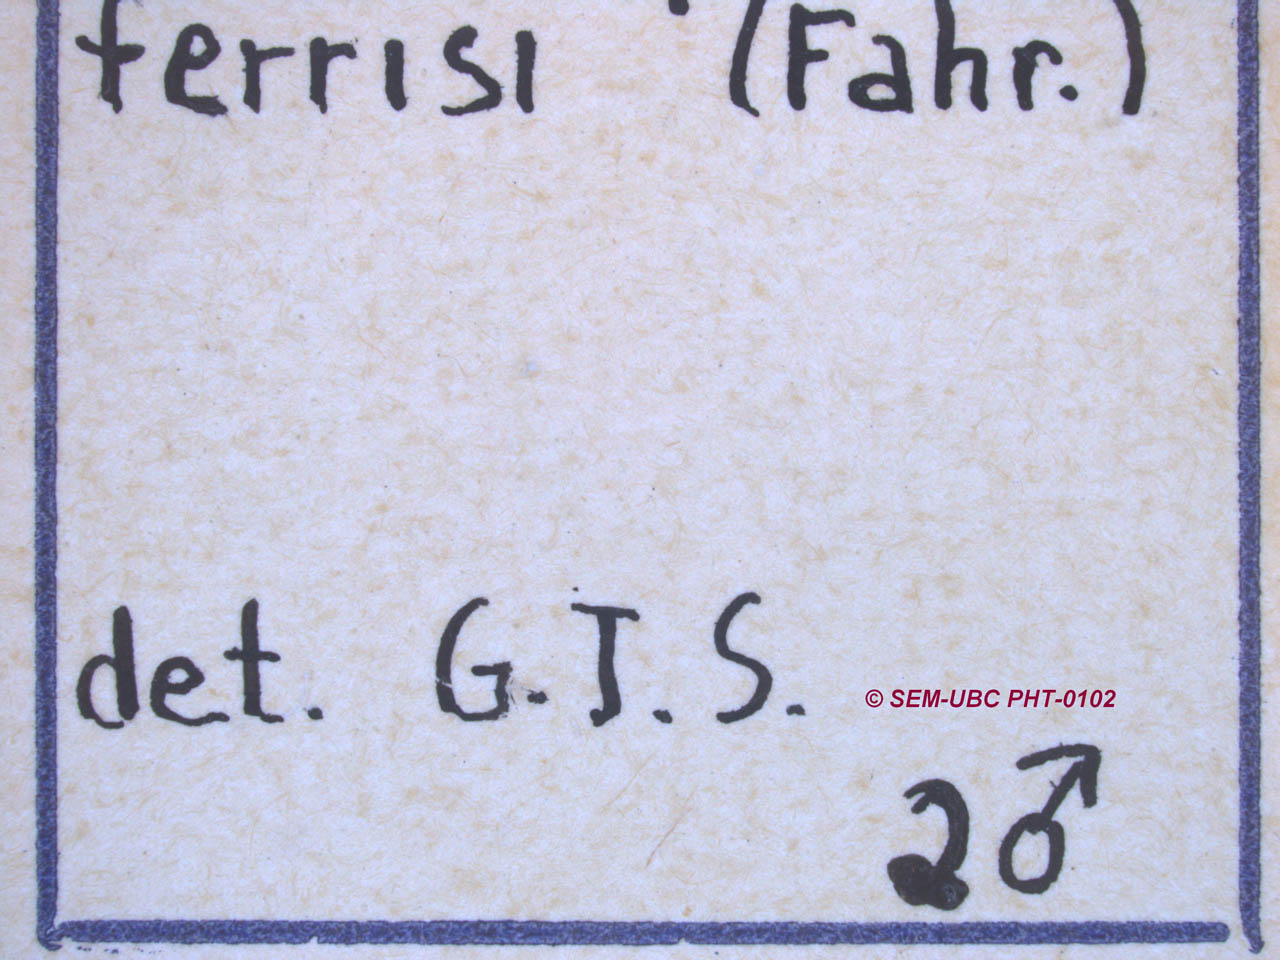 ferrisi (Fahr.)
det. G.J.S.
© SEM-UBC PHT-0102
2♂